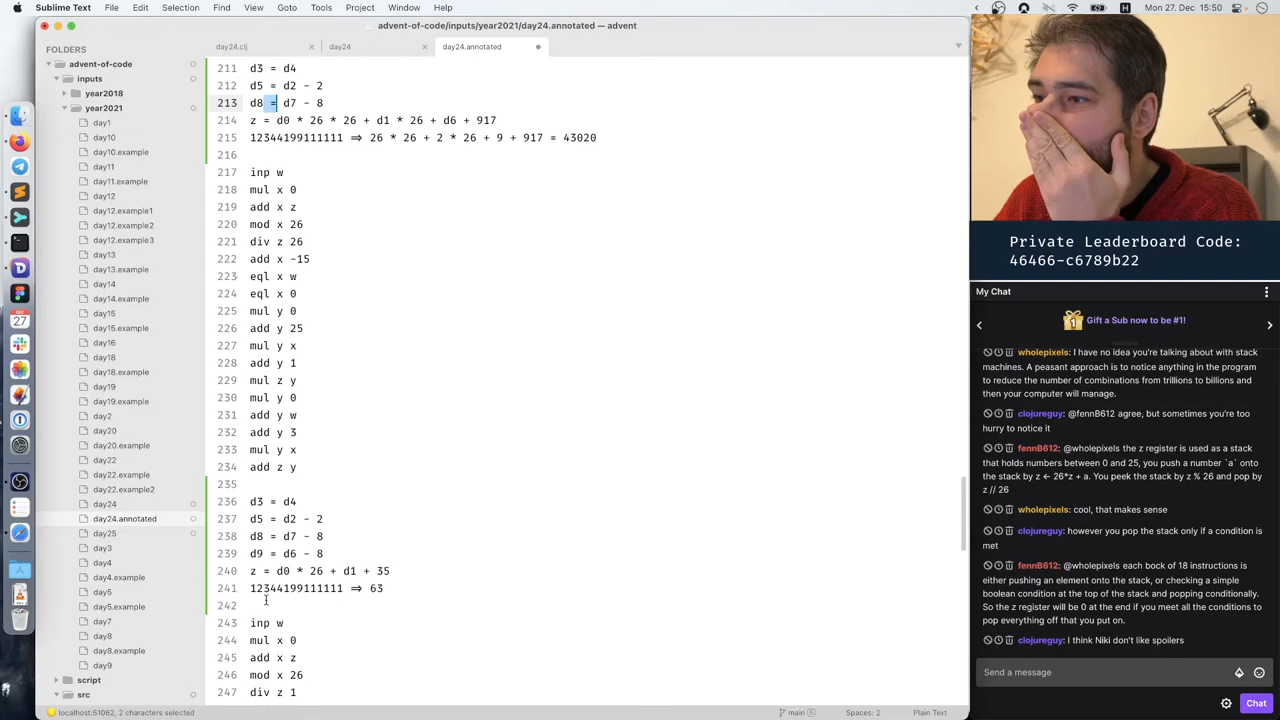 Sublime Text File Edit Selection Find View Goto Tools Project Window Help
Mon 27. Dec 15:50
advent-of-code/inputs/year2021/day24.annotated — advent
FOLDERS
advent-of-code
inputs
year2018
year2021
day1
day10
day10.example
day11
day11.example
day12
day12.example1
day12.example2
day12.example3
day13
day13.example
day14
day14.example
day15
day15.example
day16
day18
day18.example
day19
day19.example
day2
day20
day20.example
day22
day22.example
day22.example2
day24
day24.annotated
day25
day3
day4
day4.example
day5
day5.example
day7
day8
day8.example
day9
script
src
day24.clj
day24
day24.annotated
211 d3 = d4
212 d5 = d2 - 2
213 d8 = d7 - 8
214 z = d0 * 26 * 26 + d1 * 26 + d6 + 917
215 12344199111111 => 26 * 26 + 2 * 26 + 9 + 917 = 43020
216
217 inp w
218 mul x 0
219 add x z
220 mod x 26
221 div z 26
222 add x -15
223 eql x w
224 eql x 0
225 mul y 0
226 add y 25
227 mul y x
228 add y 1
229 mul z y
230 mul y 0
231 add y w
232 add y 3
233 mul y x
234 add z y
235
236 d3 = d4
237 d5 = d2 - 2
238 d8 = d7 - 8
239 d9 = d6 - 8
240 z = d0 * 26 + d1 + 35
241 12344199111111 => 63
242
243 inp w
244 mul x 0
245 add x z
246 mod x 26
247 div z 1
localhost:51062, 2 characters selected
main
Spaces: 2
Plain Text
Private Leaderboard Code:
46466-c6789b22
My Chat
Gift a Sub now to be #1!
wholepixels: I have no idea you're talking about with stack
machines. A peasant approach is to notice anything in the program
to reduce the number of combinations from trillions to billions and
then your computer will manage.
clojureguy: @fennB612 agree, but sometimes you're too
hurry to notice it
fennB612: @wholepixels the z register is used as a stack
that holds numbers between 0 and 25, you push a number `a` onto
the stack by z ← 26*z + a. You peek the stack by z % 26 and pop by
z // 26
wholepixels: cool, that makes sense
clojureguy: however you pop the stack only if a condition is
met
fennB612: @wholepixels each bock of 18 instructions is
either pushing an element onto the stack, or checking a simple
boolean condition at the top of the stack and popping conditionally.
So the z register will be 0 at the end if you meet all the conditions to
pop everything off that you put on.
clojureguy: I think Niki don't like spoilers
Send a message
Chat